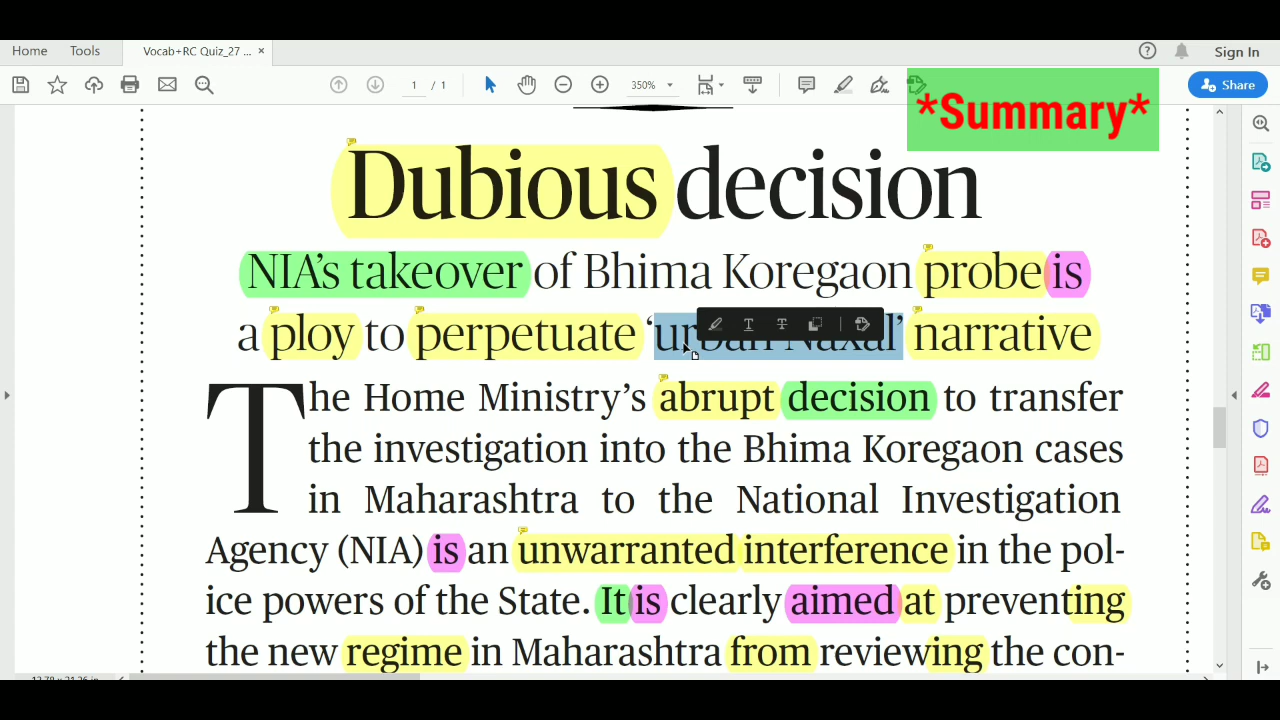 Home Tools Vocab+RC Quiz_27 ... × Sign In
1 / 1 350% Share
*Summary*
Dubious decision
NIA's takeover of Bhima Koregaon probe is
a ploy to perpetuate 'urban Naxal' narrative
The Home Ministry's abrupt decision to transfer
the investigation into the Bhima Koregaon cases
in Maharashtra to the National Investigation
Agency (NIA) is an unwarranted interference in the pol-
ice powers of the State. It is clearly aimed at preventing
the new regime in Maharashtra from reviewing the con-